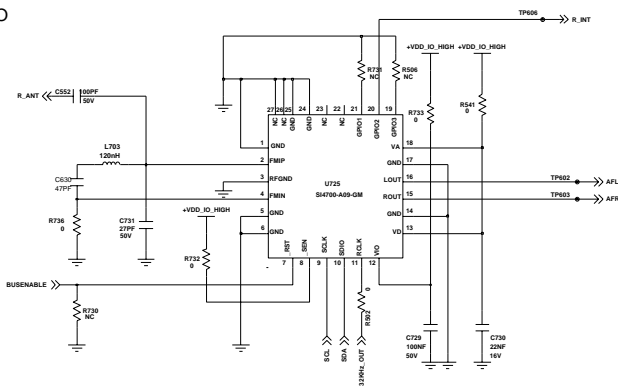 O
TP606
R_INT
+VDD_IO_HIGH
+VDD_IO_HIGH
C552
100PF
50V
R_ANT
R731
NC
R506
NC
R733
0
R541
0
27
26
25
24
23
22
21
20
19
NC
NC
GND
GND
NC
NC
GPIO1
GPIO2
GPIO3
L703
120nH
1
GND
2
FMIP
3
RFGND
4
FMIN
5
GND
6
GND
VA
18
GND
17
LOUT
16
ROUT
15
GND
14
VD
13
U725
SI4700-A09-GM
TP602
AFL
TP603
AFR
C630
47PF
R736
0
C731
27PF
50V
+VDD_IO_HIGH
R732
0
RST
SEN
SCLK
SDIO
RCLK
VIO
7
8
9
10
11
12
BUSENABLE
R730
NC
R502
0
SCL
SDA
32KHz_OUT
C729
100NF
50V
C730
22NF
16V